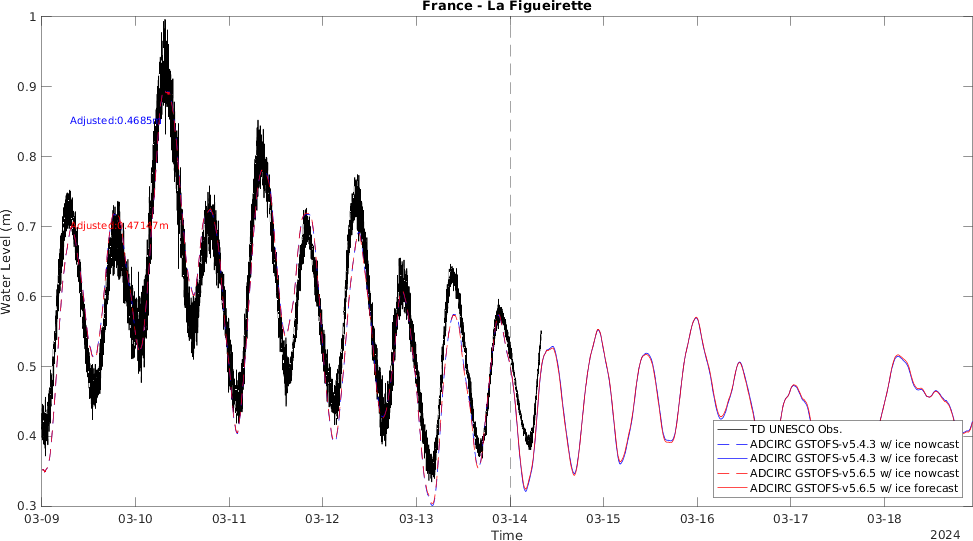 France - La Figueirette
1
0.9
0.8
0.7
0.6
0.5
0.4
0.3
Water Level (m)
Adjusted:0.4685m
Adjusted:0.47147m
TD UNESCO Obs.
ADCIRC GSTOFS-v5.4.3 w/ ice nowcast
ADCIRC GSTOFS-v5.4.3 w/ ice forecast
ADCIRC GSTOFS-v5.6.5 w/ ice nowcast
ADCIRC GSTOFS-v5.6.5 w/ ice forecast
03-09 03-10 03-11 03-12 03-13 03-14 03-15 03-16 03-17 03-18
Time
2024